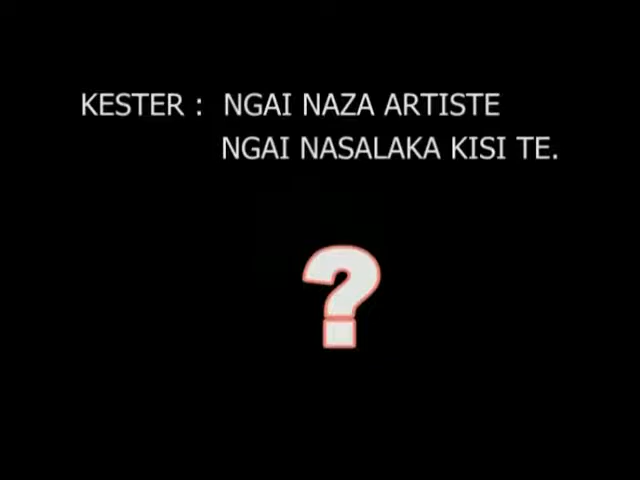 KESTER : NGAI NAZA ARTISTE
NGAI NASALAKA KISI TE.
?